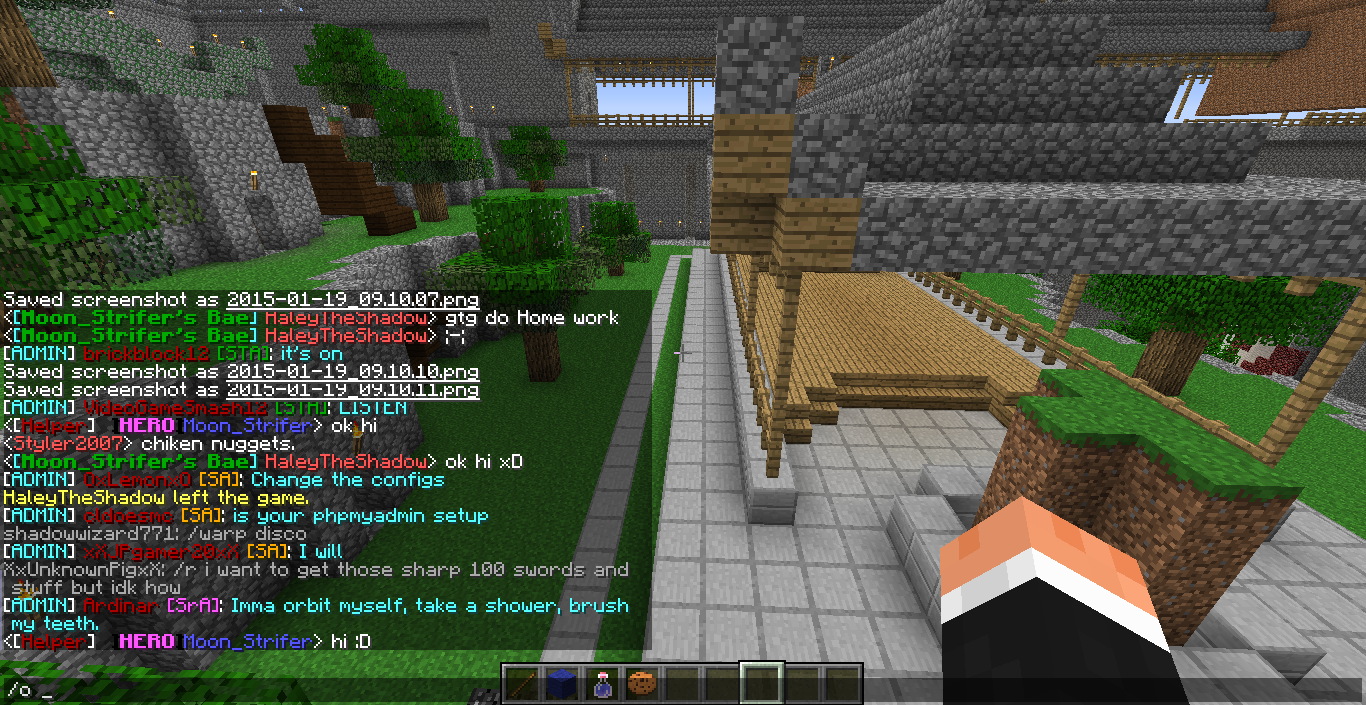 Saved screenshot as 2015-01-19_09.10.07.png
<[Moon_Strifer's Bae] HaleyTheShadow> gtg do Home work
<[Moon_Strifer's Bae] HaleyTheShadow> ;-;
[ADMIN] brickblock12 [STA]: it's on
Saved screenshot as 2015-01-19_09.10.10.png
Saved screenshot as 2015-01-19_09.10.11.png
[ADMIN] VideoGameSmash12 [STA]: LISTEN
<[Helper] HERO Moon_Strifer> ok hi
<Styler2007> chiken nuggets.
<[Moon_Strifer's Bae] HaleyTheShadow> ok hi xD
[ADMIN] 0xLemonx0 [SA]: Change the configs
HaleyTheShadow left the game.
[ADMIN] cldoesmc [SA]: is your phpmyadmin setup
shadowwizard771: /warp disco
[ADMIN] xXJPgamer20xX [SA]: I will
XxUnknownPigxX: /r i want to get those sharp 100 swords and
stuff but idk how
[ADMIN] Ardinar [SrA]: Imma orbit myself, take a shower, brush
my teeth.
<[Helper] HERO Moon_Strifer> hi :D
/o _